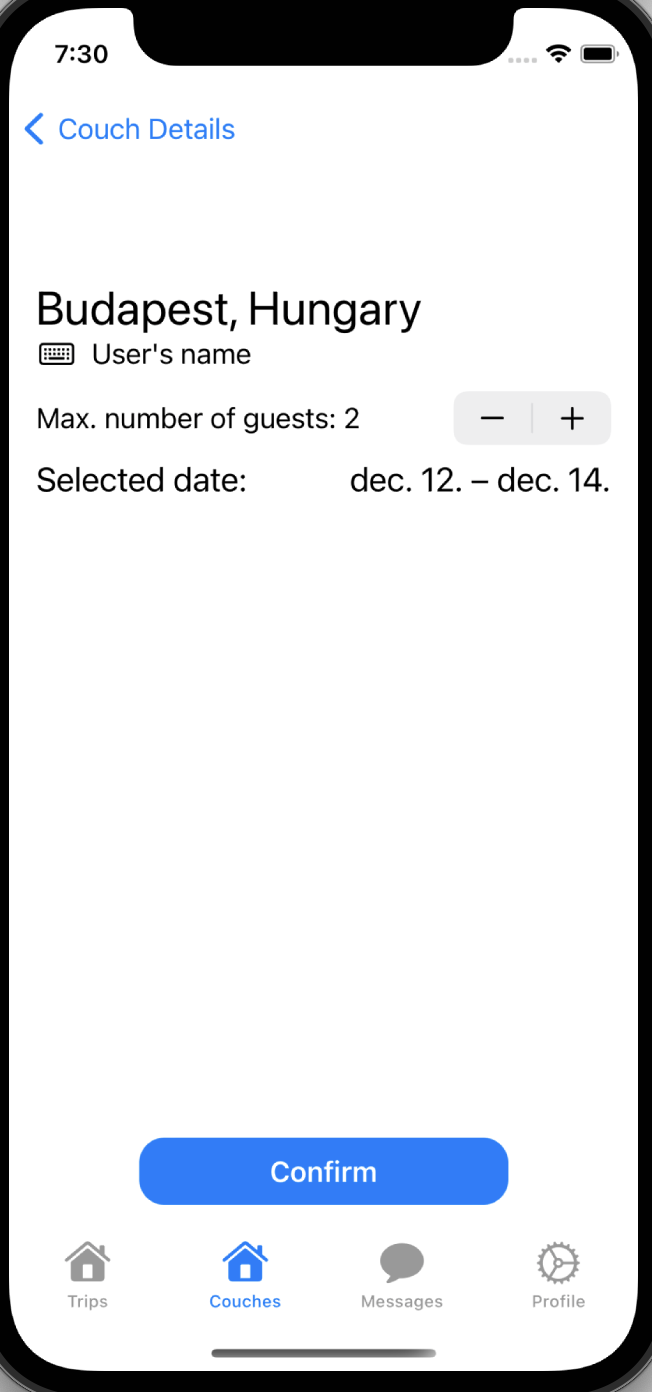 7:30
Couch Details
Budapest, Hungary
User's name
Max. number of guests: 2
Selected date: dec. 12. – dec. 14.
Confirm
Trips Couches Messages Profile